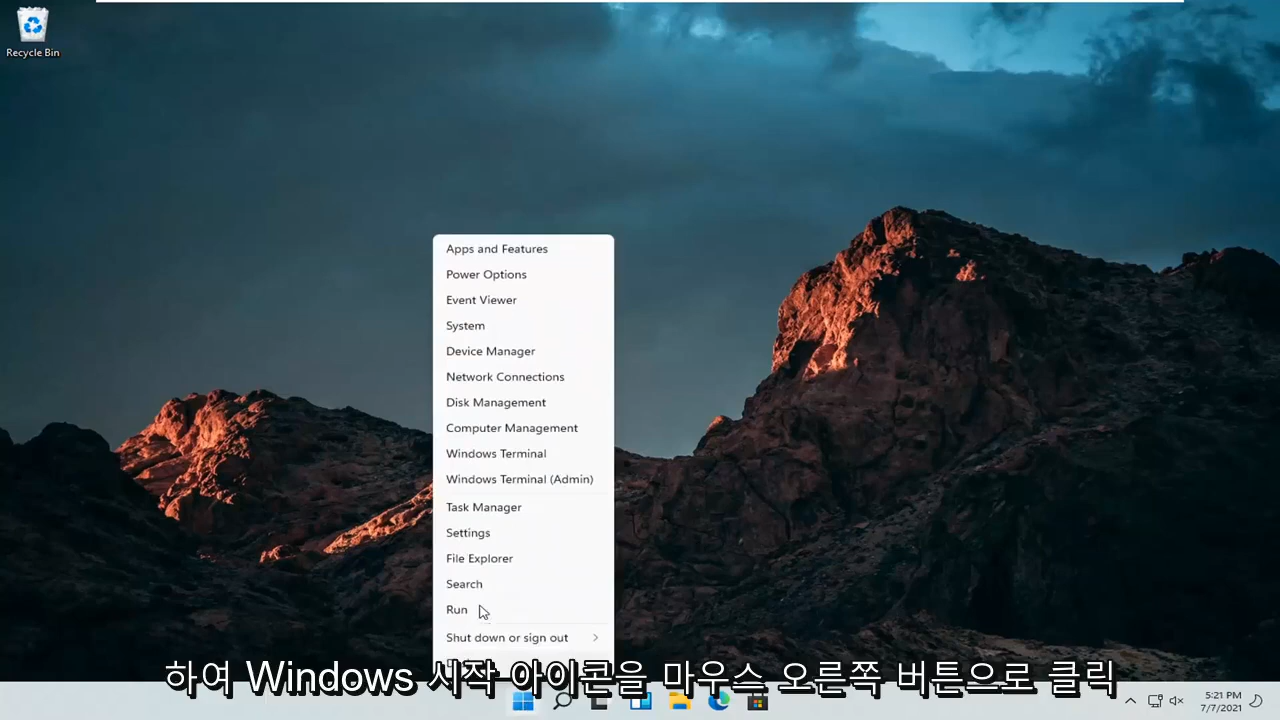 Recycle Bin
Apps and Features
Power Options
Event Viewer
System
Device Manager
Network Connections
Disk Management
Computer Management
Windows Terminal
Windows Terminal (Admin)
Task Manager
Settings
File Explorer
Search
Run
Shut down or sign out
하여 Windows 시작 아이콘을 마우스 오른쪽 버튼으로 클릭
5:21 PM
7/7/2021